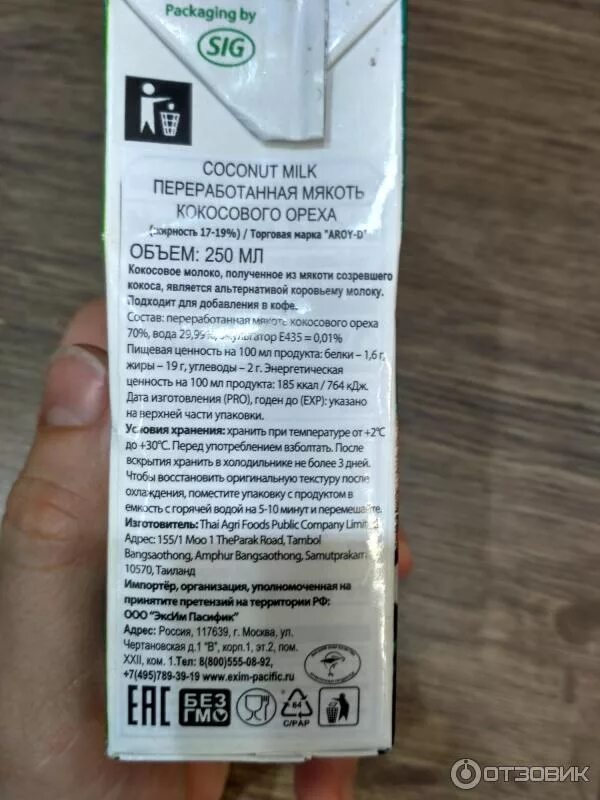 Packaging by
SIG
COCONUT MILK
ПЕРЕРАБОТАННАЯ МЯКОТЬ
КОКОСОВОГО ОРЕХА
(жирность 17-19%) / Торговая марка "AROY-D"
ОБЪЕМ: 250 МЛ
Кокосовое молоко, полученное из мякоти созревшего
кокоса, является альтернативой коровьему молоку.
Подходит для добавления в кофе.
Состав: переработанная мякоть кокосового ореха
70%, вода 29,99%, эмульгатор Е435 = 0,01%
Пищевая ценность на 100 мл продукта: белки – 1,6 г,
жиры – 19 г, углеводы – 2 г. Энергетическая
ценность на 100 мл продукта: 185 ккал / 764 кДж.
Дата изготовления (PRO), годен до (EXP): указано
на верхней части упаковки.
Условия хранения: хранить при температуре от +2°C
до +30°C. Перед употреблением взболтать. После
вскрытия хранить в холодильнике не более 3 дней.
Чтобы восстановить оригинальную текстуру после
охлаждения, поместите упаковку с продуктом в
емкость с горячей водой на 5-10 минут и перемешайте.
Изготовитель: Thai Agri Foods Public Company Limited
Адрес: 155/1 Moo 1 TheParak Road, Tambol
Bangsaothong, Amphur Bangsaothong, Samutprakarn
10570, Таиланд
Импортёр, организация, уполномоченная на
принятите претензий на территории РФ:
ООО "ЭксИм Пасифик"
Адрес: Россия, 117639, г. Москва, ул.
Чертановская д.1 "В", корп.1, эт.2, пом.
XXII, ком. 1.Тел: 8(800)555-08-92,
+7(495)789-39-19 www.exim-pacific.ru
EAC
БЕЗ
ГМО
84
C/PAP
ОТЗОВИК